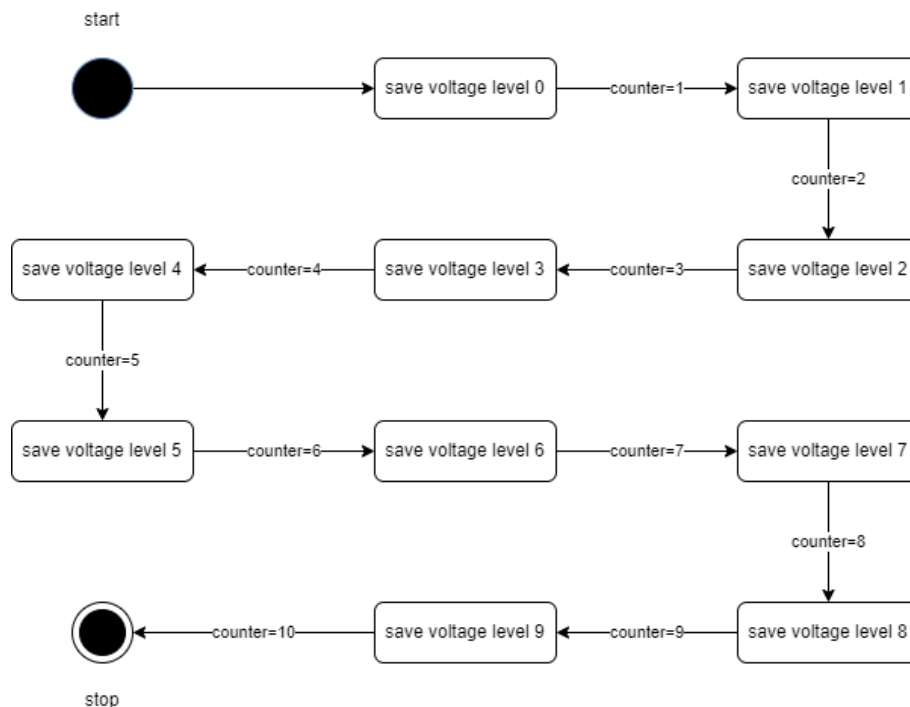 start
save voltage level 0
counter=1
save voltage level 1
counter=2
save voltage level 2
counter=3
save voltage level 3
counter=4
save voltage level 4
counter=5
save voltage level 5
counter=6
save voltage level 6
counter=7
save voltage level 7
counter=8
save voltage level 8
counter=9
save voltage level 9
counter=10
stop